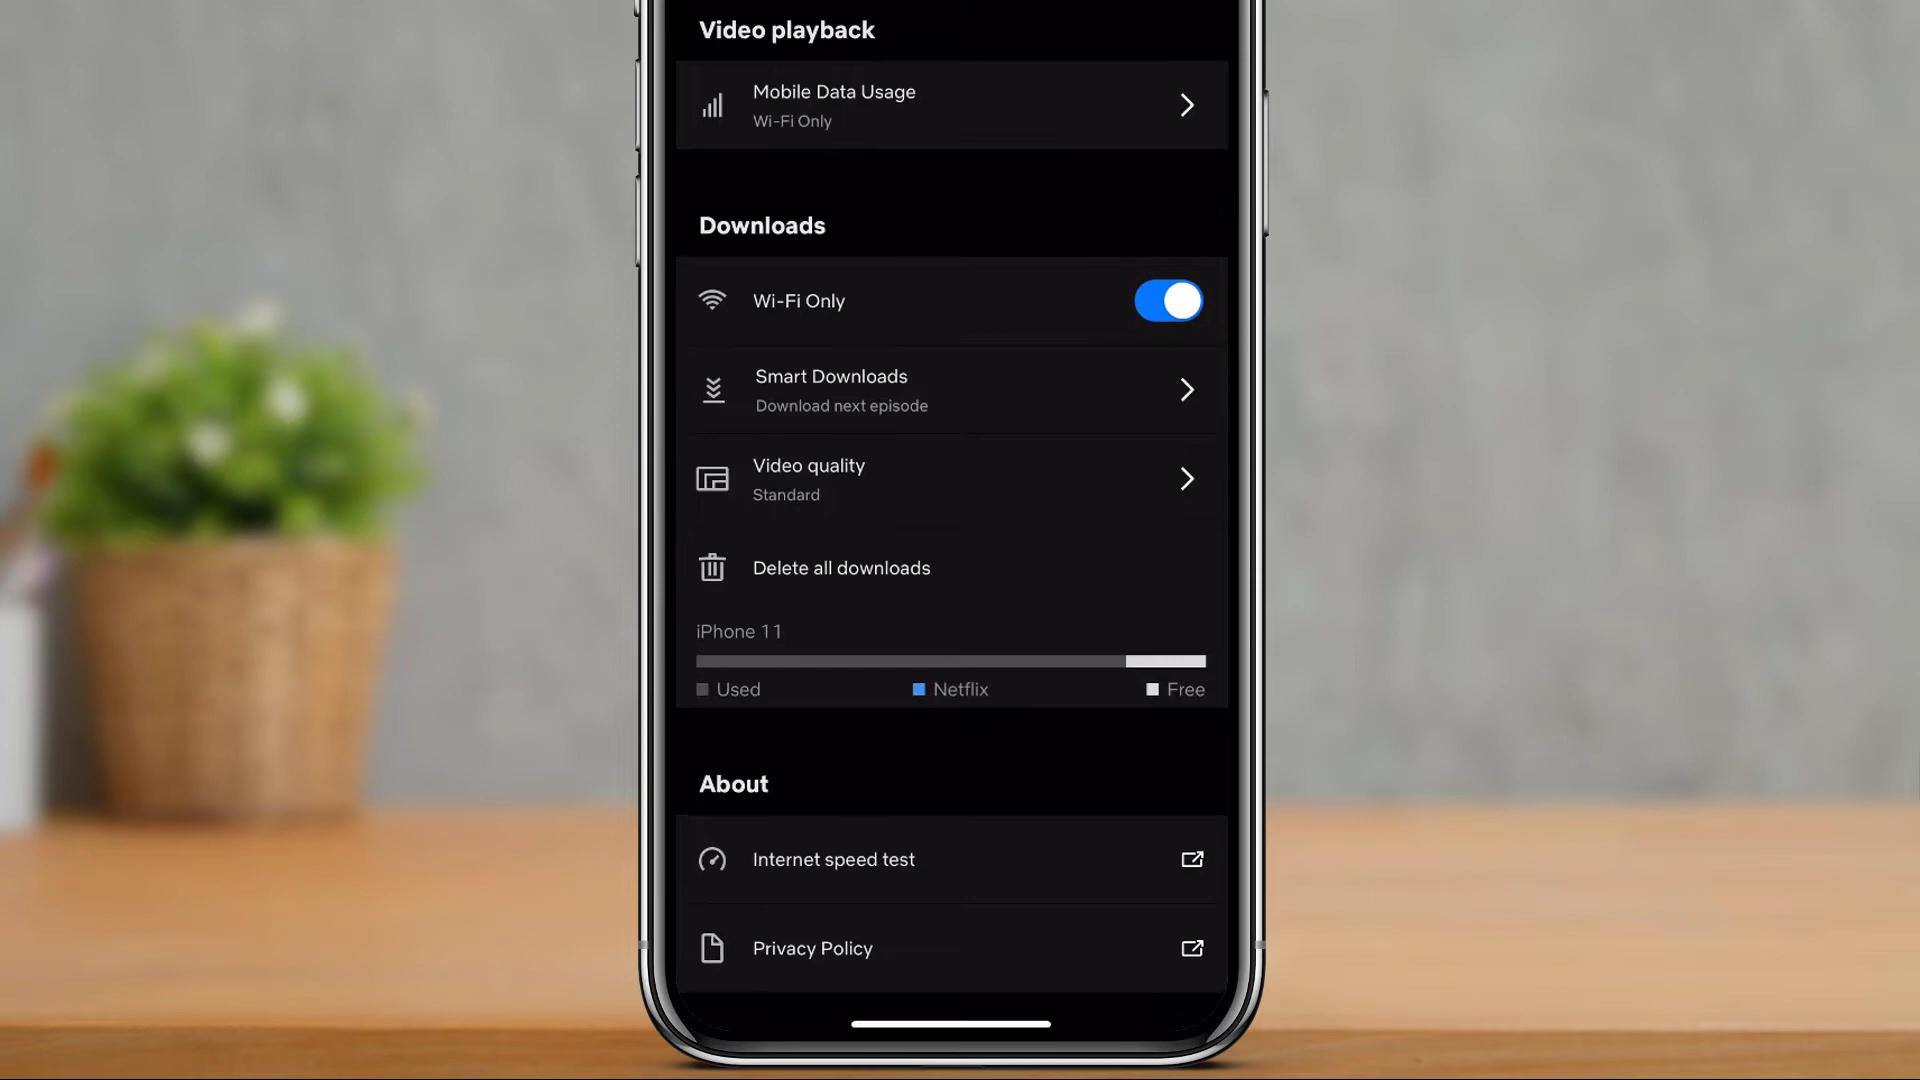 Video playback
Mobile Data Usage
Wi-Fi Only
Downloads
Wi-Fi Only
Smart Downloads
Download next episode
Video quality
Standard
Delete all downloads
iPhone 11
Used Netflix Free
About
Internet speed test
Privacy Policy